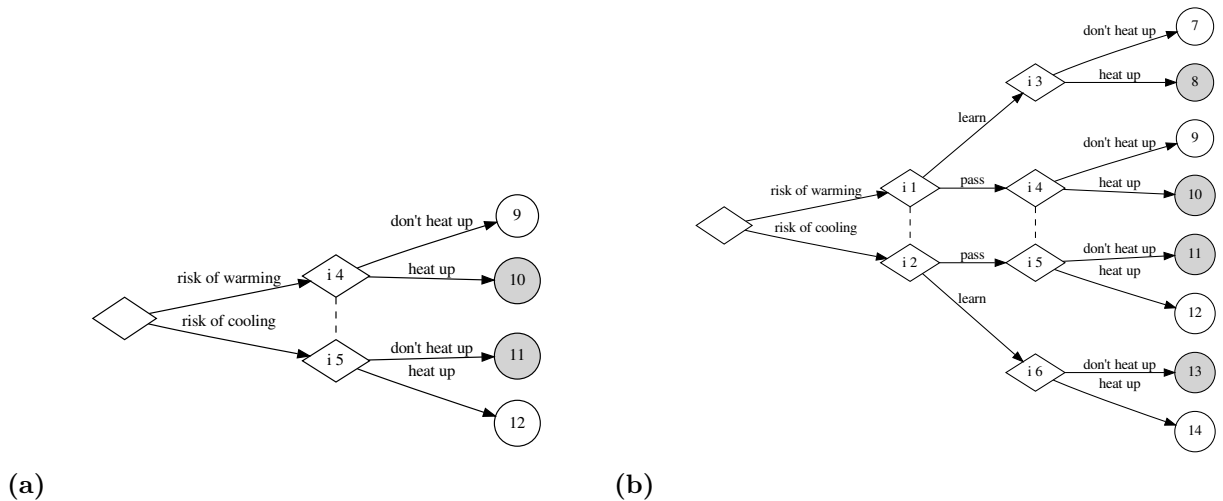 don't heat up
7
i 3
heat up
8
learn
don't heat up
9
risk of warming
i 1
pass
i 4
heat up
10
risk of cooling
i 2
pass
i 5
don't heat up
11
heat up
12
learn
i 6
don't heat up
13
heat up
14
don't heat up
9
risk of warming
i 4
heat up
10
risk of cooling
i 5
don't heat up
11
heat up
12
(a)
(b)